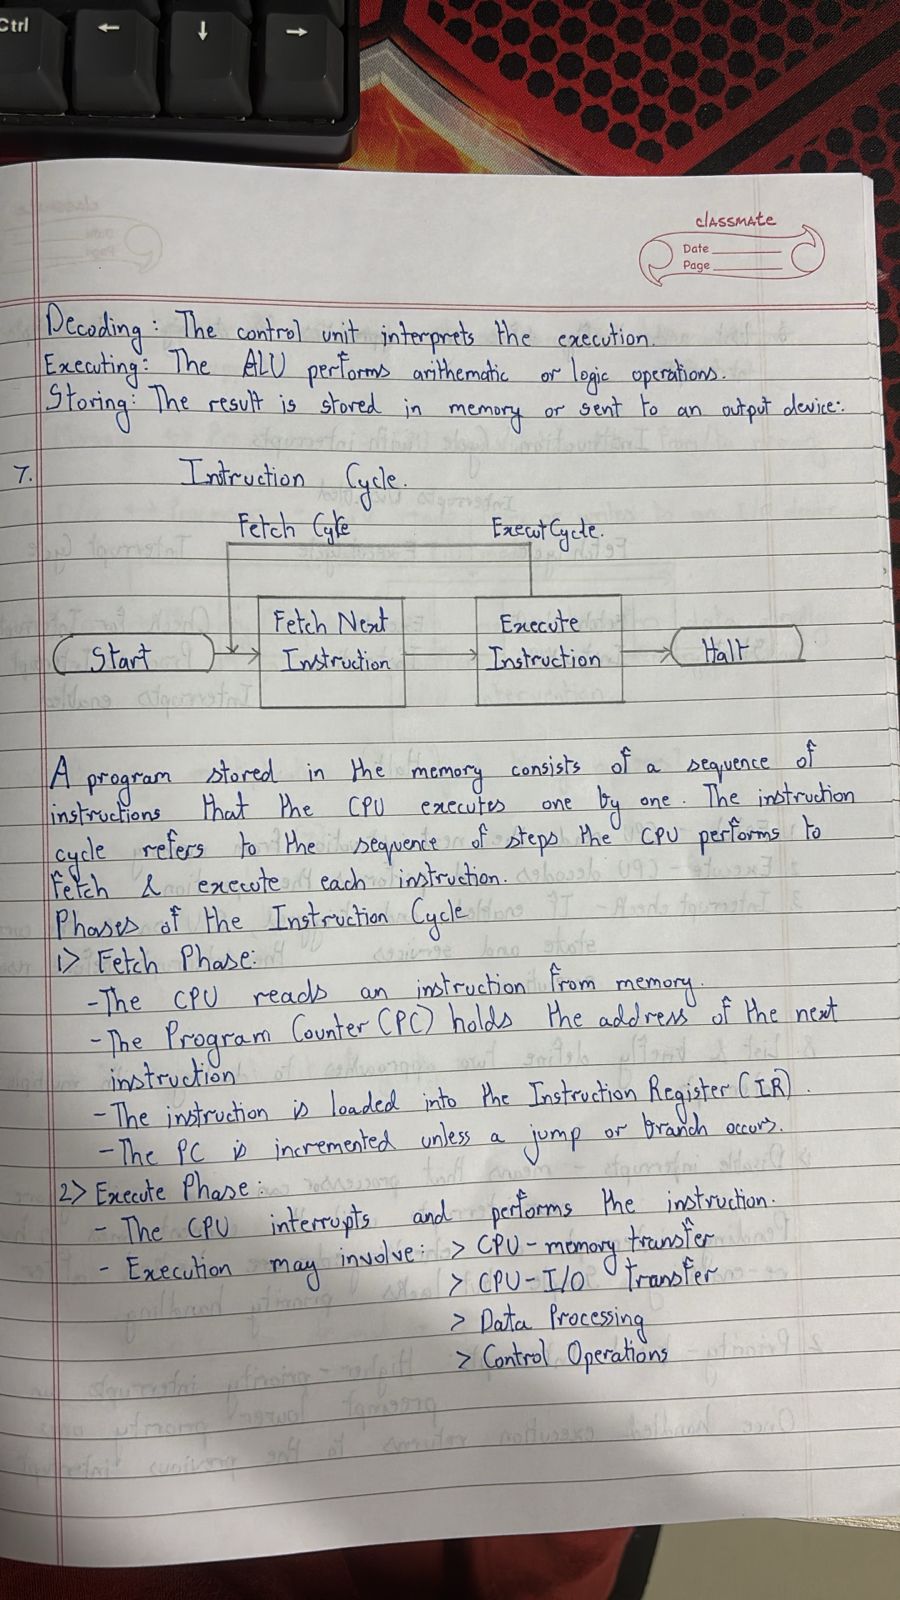 Ctrl
←
↓
→
classmate
Date
Page
Decoding : The control unit interprets the execution.
Executing : The ALU performs arithematic or logic operations.
Storing : The result is stored in memory or sent to an output device.
7. Intruction Cycle.
Fetch Cycle Execut Cycle.
Start
Fetch Next
Instruction
Execute
Instruction
Halt
A program stored in the memory consists of a sequence of
instructions that the CPU executes one by one. The instruction
cycle refers to the sequence of steps the CPU performs to
fetch & execute each instruction.
Phases of the Instruction Cycle
1> Fetch Phase:
-The CPU reads an instruction from memory.
-The Program Counter (PC) holds the address of the next
instruction
-The instruction is loaded into the Instruction Register (IR).
-The PC is incremented unless a jump or branch occurs.
2> Execute Phase:
- The CPU interrupts and performs the instruction.
- Execution may involve: > CPU-memory transfer
> CPU-I/O transfer
> Data Processing
> Control Operations